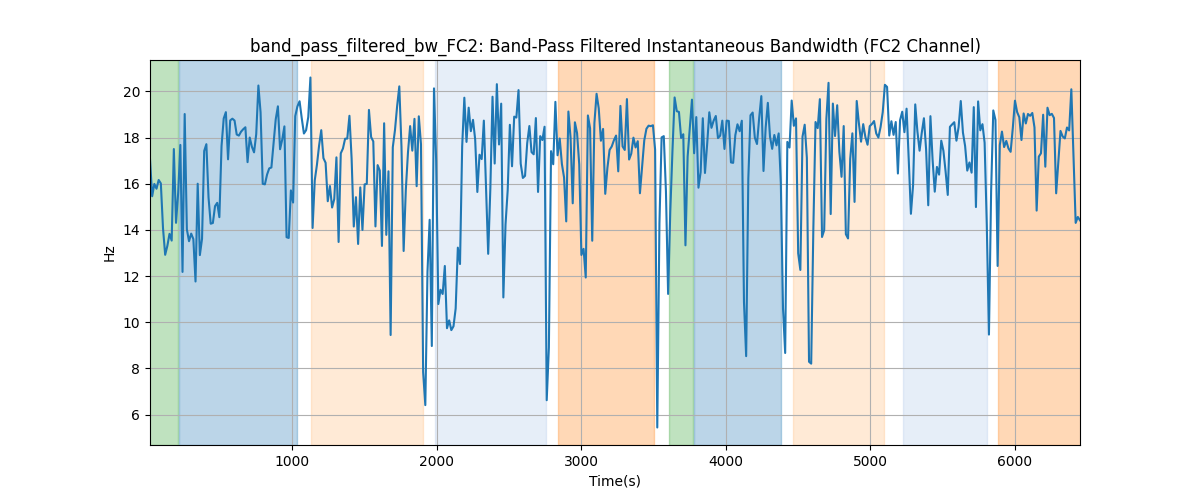 band_pass_filtered_bw_FC2: Band-Pass Filtered Instantaneous Bandwidth (FC2 Channel)
20
18
16
14
12
10
8
6
Hz
1000 2000 3000 4000 5000 6000
Time(s)